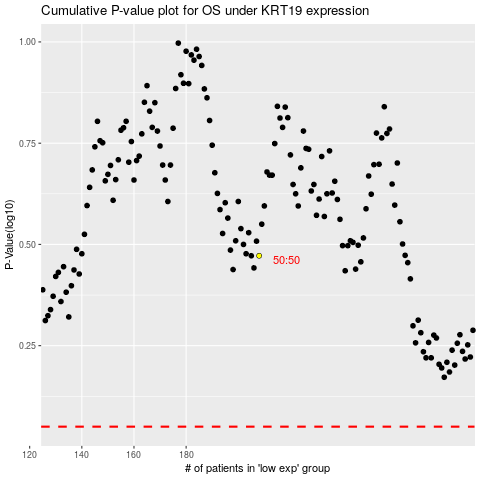 Cumulative P-value plot for OS under KRT19 expression
P-Value(log10)
1.00
0.75
0.50
0.25
50:50
120 140 160 180
# of patients in 'low exp' group